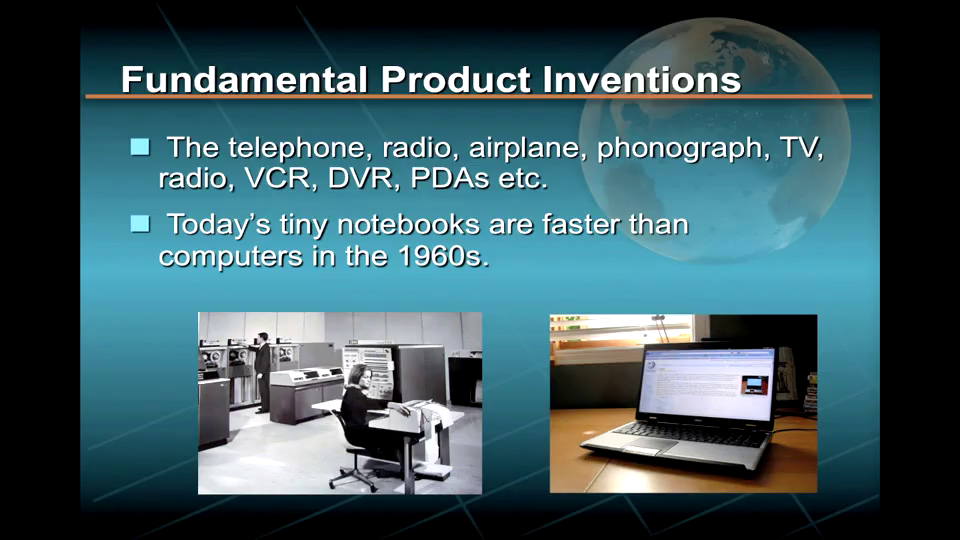 Fundamental Product Inventions
The telephone, radio, airplane, phonograph, TV,
radio, VCR, DVR, PDAs etc.
Today’s tiny notebooks are faster than
computers in the 1960s.